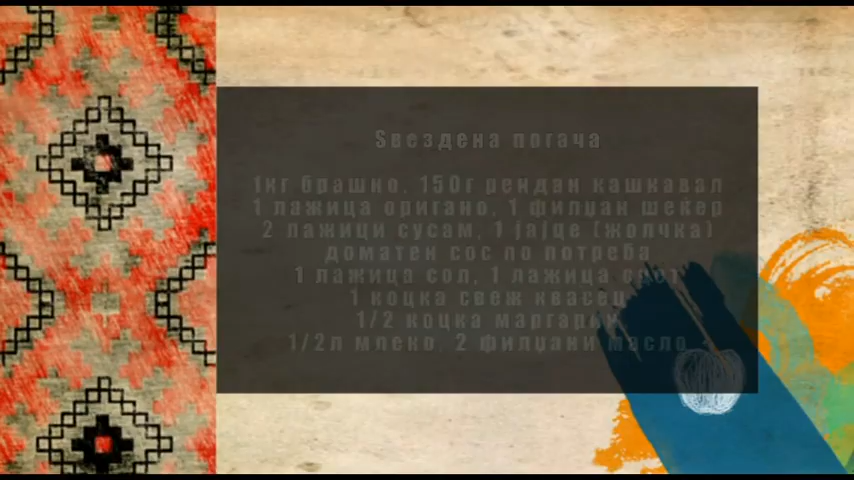 Ѕвездена погача
1кг брашно, 150г рендан кашкавал
1 лажица оригано, 1 филџан шеќер
2 лажици сусам, 1 јајце (жолчка)
доматен сос по потреба
1 лажица сол, 1 лажица
1 коцка свеж квасец
1/2 коцка маргарин
1/2л млеко, 2 филџани масло